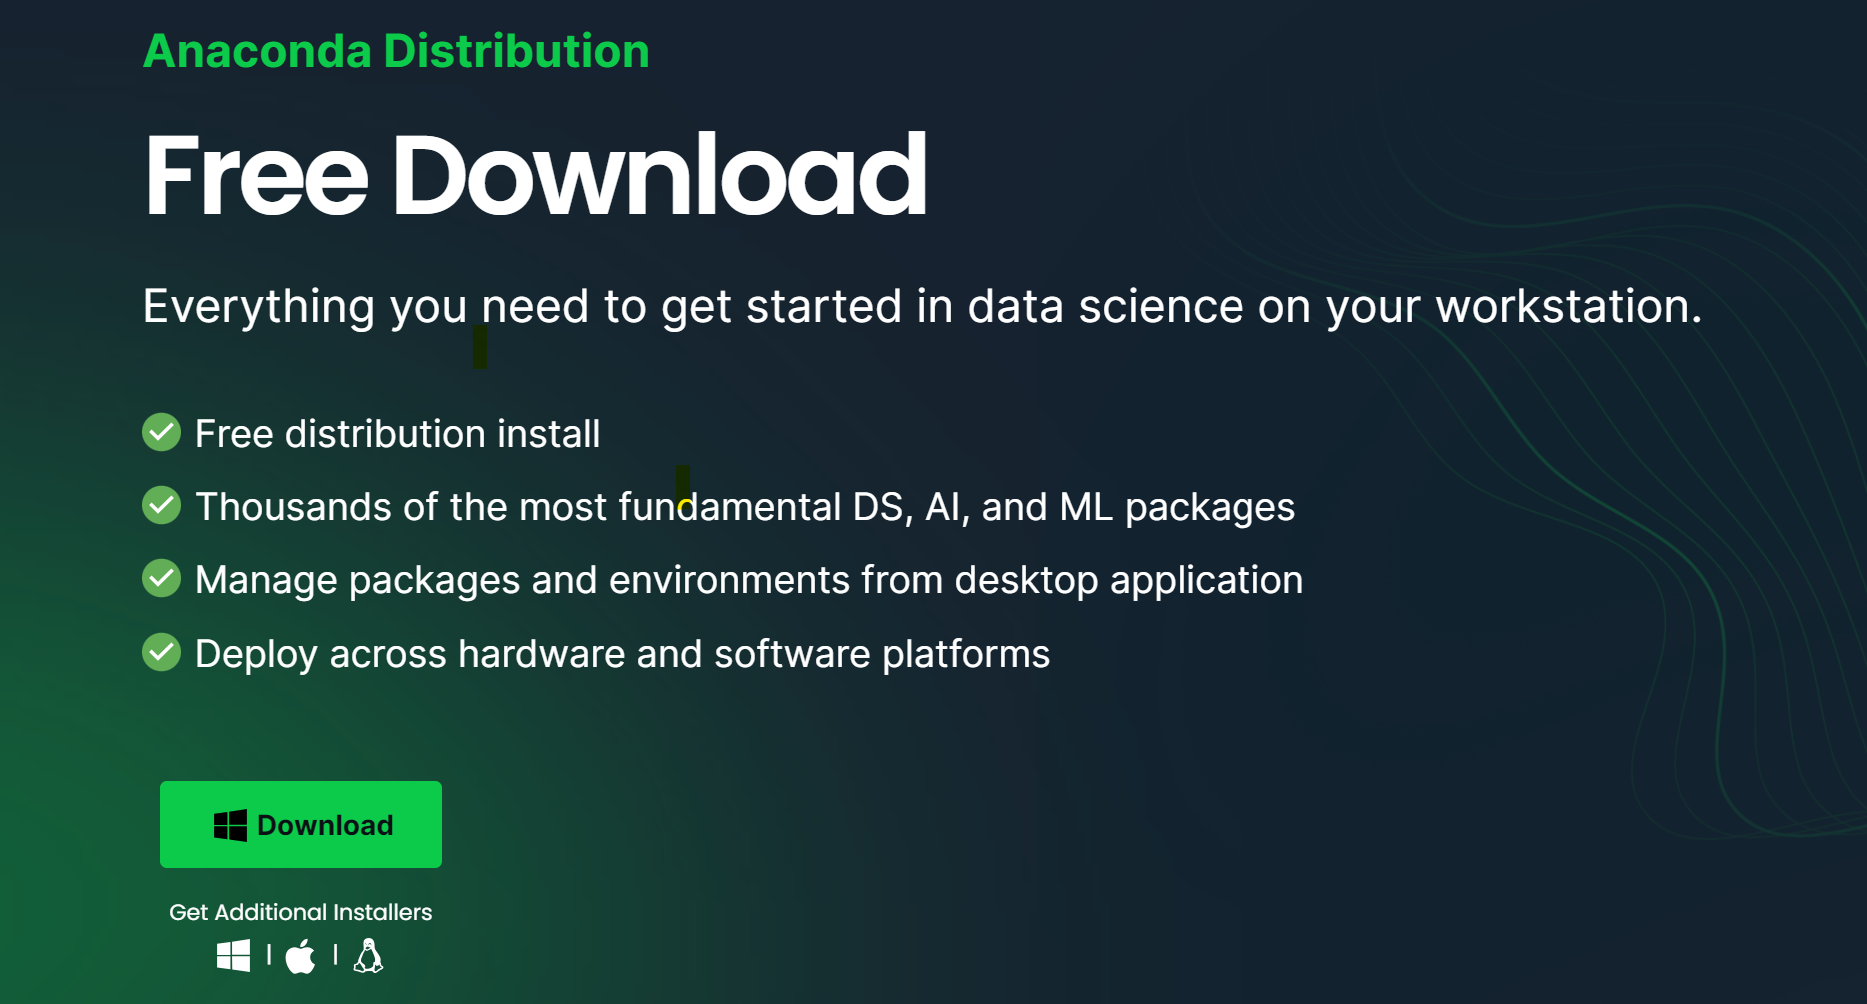 Anaconda Distribution
Free Download
Everything you need to get started in data science on your workstation.
Free distribution install
Thousands of the most fundamental DS, AI, and ML packages
Manage packages and environments from desktop application
Deploy across hardware and software platforms
Download
Get Additional Installers